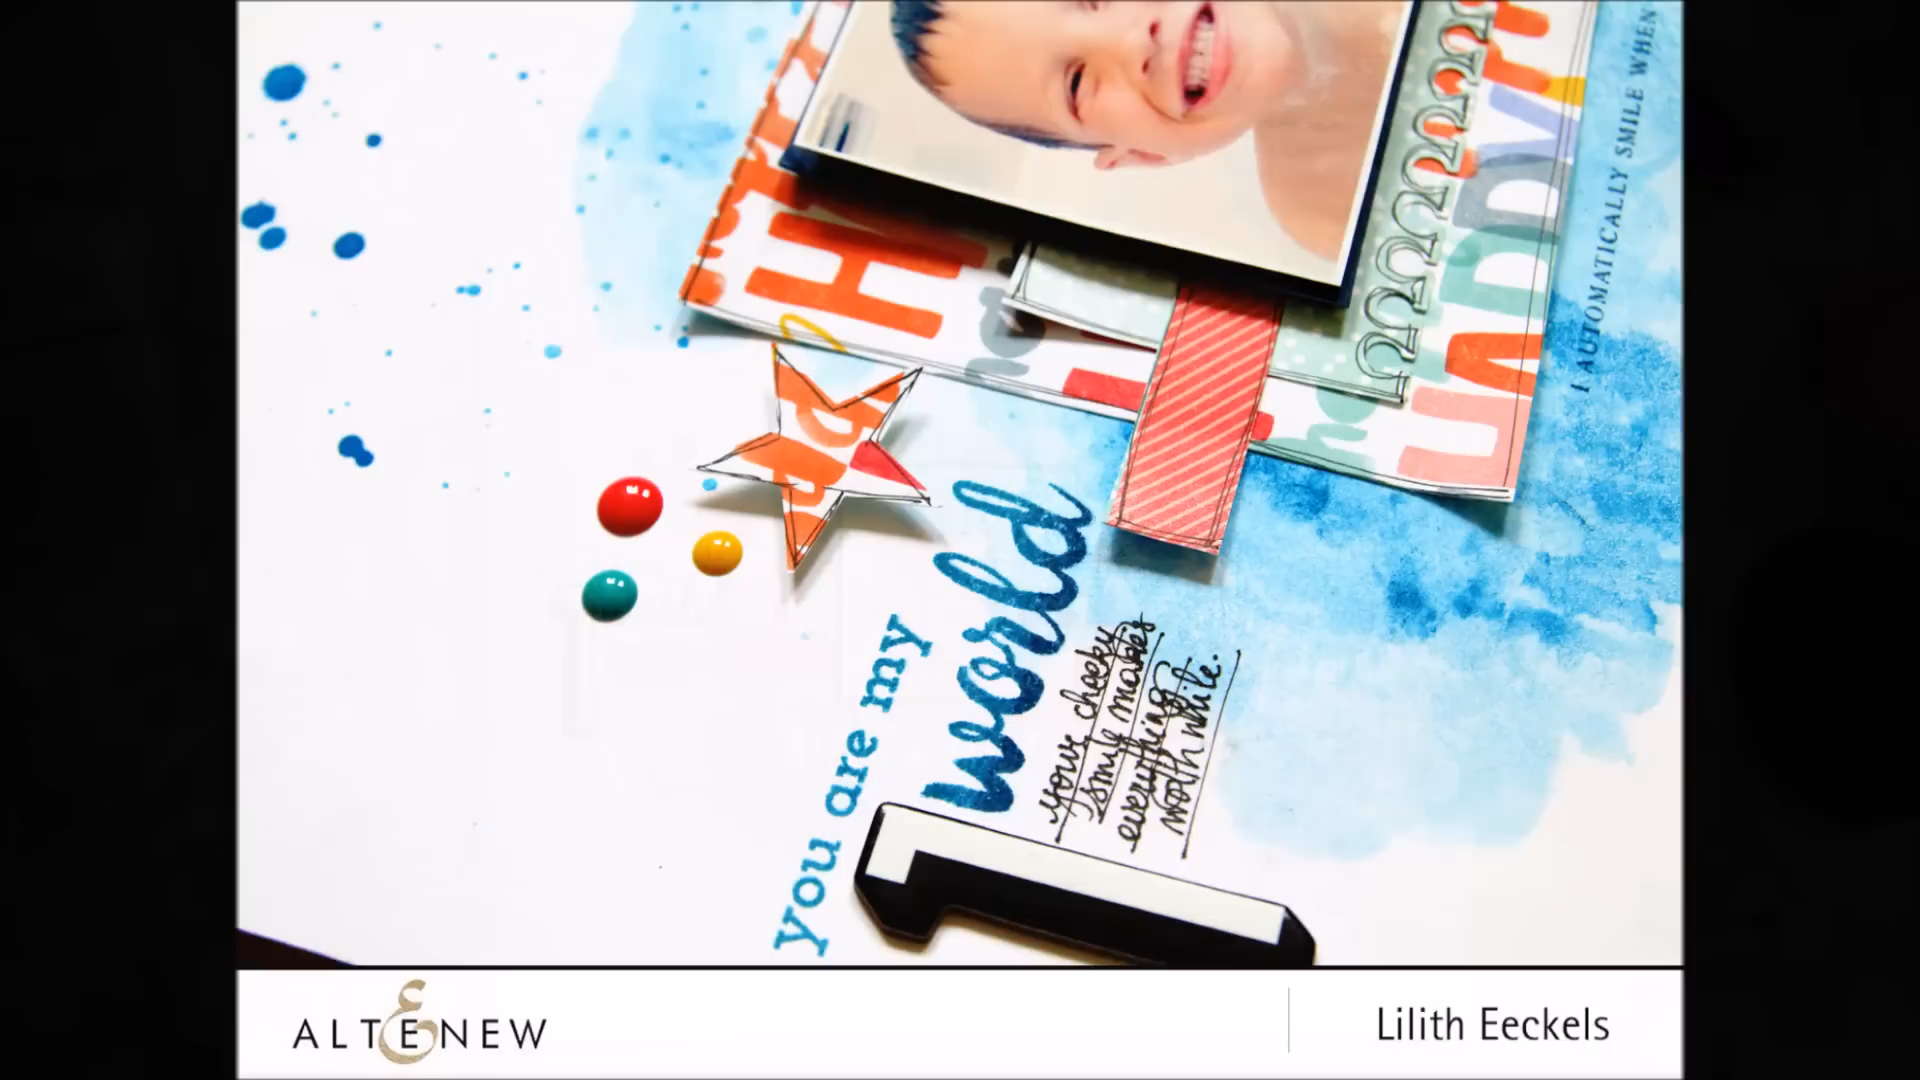 I AUTOMATICALLY SMILE WHEN
you are my
world
your cheeky
smile makes
everything
worth while.
1
ALTENEW
Lilith Eeckels